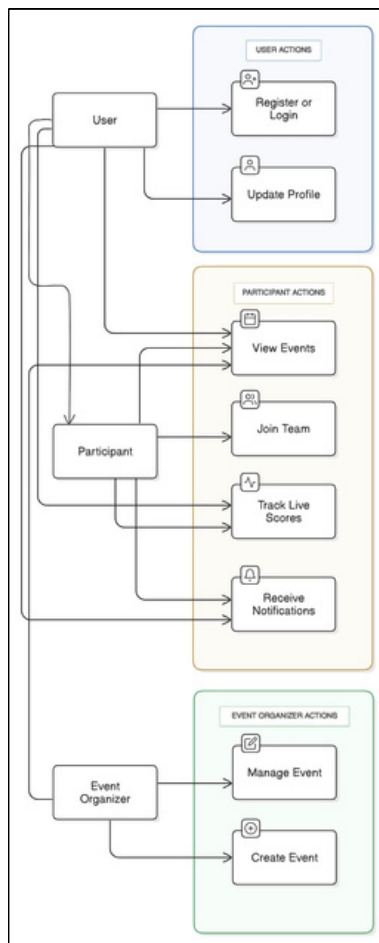 USER ACTIONS
User
Register or
Login
Update Profile
PARTICIPANT ACTIONS
View Events
Join Team
Participant
Track Live
Scores
Receive
Notifications
EVENT ORGANIZER ACTIONS
Event
Organizer
Manage Event
Create Event